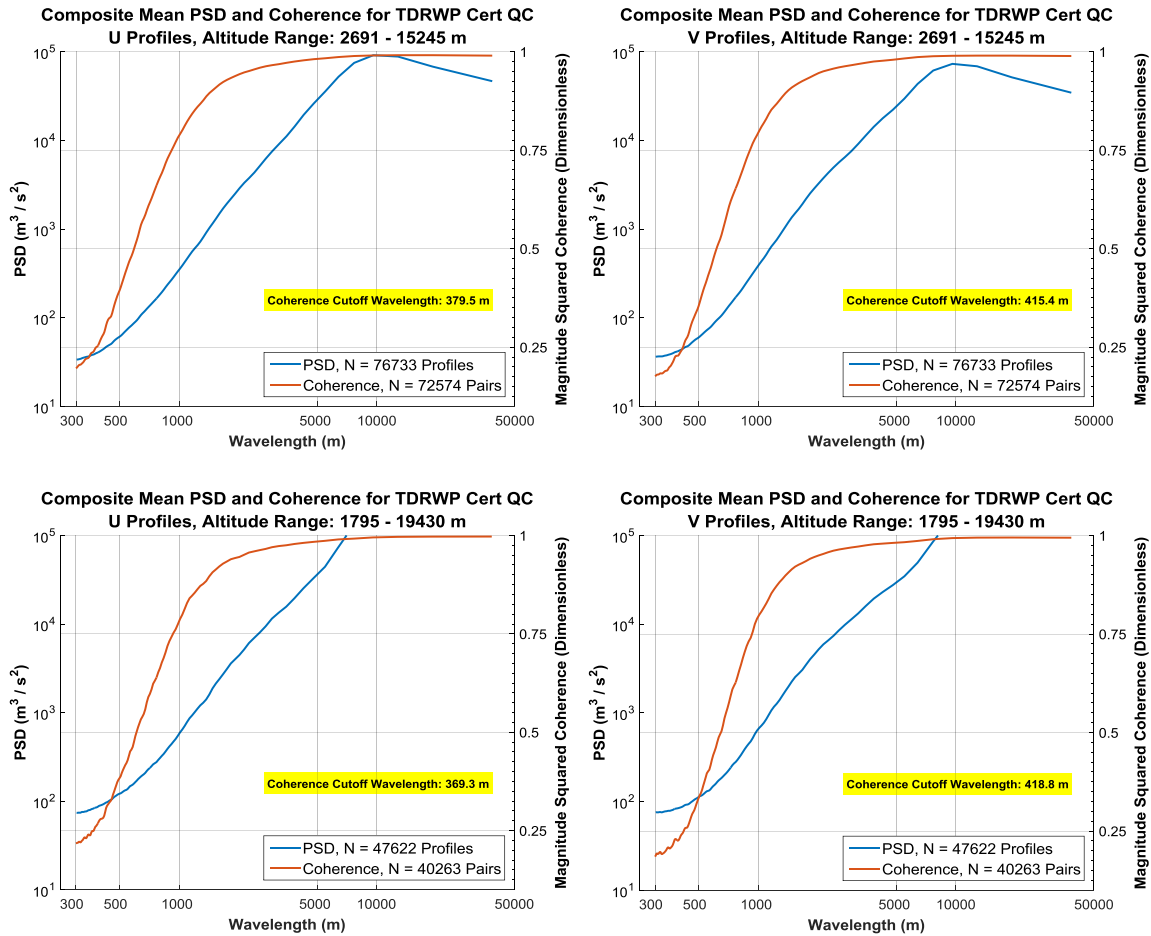 Composite Mean PSD and Coherence for TDRWP Cert QC
U Profiles, Altitude Range: 2691 - 15245 m
10^5
10^4
10^3
10^2
10^1
PSD (m^3 / s^2)
1
0.75
0.5
0.25
Magnitude Squared Coherence (Dimensionless)
Coherence Cutoff Wavelength: 379.5 m
PSD, N = 76733 Profiles
Coherence, N = 72574 Pairs
300 500 1000 5000 10000 50000
Wavelength (m)
Composite Mean PSD and Coherence for TDRWP Cert QC
V Profiles, Altitude Range: 2691 - 15245 m
10^5
10^4
10^3
10^2
10^1
PSD (m^3 / s^2)
1
0.75
0.5
0.25
Magnitude Squared Coherence (Dimensionless)
Coherence Cutoff Wavelength: 415.4 m
PSD, N = 76733 Profiles
Coherence, N = 72574 Pairs
300 500 1000 5000 10000 50000
Wavelength (m)
Composite Mean PSD and Coherence for TDRWP Cert QC
U Profiles, Altitude Range: 1795 - 19430 m
10^5
10^4
10^3
10^2
10^1
PSD (m^3 / s^2)
1
0.75
0.5
0.25
Magnitude Squared Coherence (Dimensionless)
Coherence Cutoff Wavelength: 369.3 m
PSD, N = 47622 Profiles
Coherence, N = 40263 Pairs
300 500 1000 5000 10000 50000
Wavelength (m)
Composite Mean PSD and Coherence for TDRWP Cert QC
V Profiles, Altitude Range: 1795 - 19430 m
10^5
10^4
10^3
10^2
10^1
PSD (m^3 / s^2)
1
0.75
0.5
0.25
Magnitude Squared Coherence (Dimensionless)
Coherence Cutoff Wavelength: 418.8 m
PSD, N = 47622 Profiles
Coherence, N = 40263 Pairs
300 500 1000 5000 10000 50000
Wavelength (m)